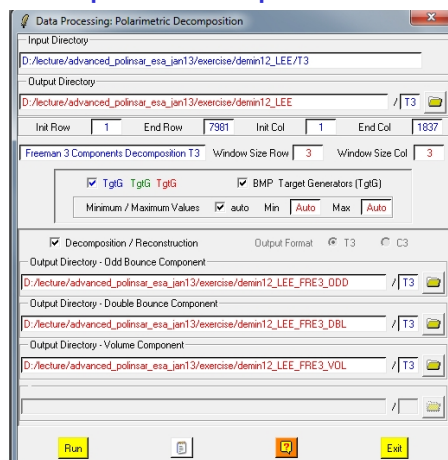 Data Processing: Polarimetric Decomposition
Input Directory
D:/lecture/advanced_polinsar_esa_jan13/exercise/demin12_LEE/T3
Output Directory
D:/lecture/advanced_polinsar_esa_jan13/exercise/demin12_LEE / T3
Init Row 1 End Row 7981 Init Col 1 End Col 1837
Freeman 3 Components Decomposition T3 Window Size Row 3 Window Size Col 3
TgtG TgtG TgtG BMP Target Generators (TgtG)
Minimum / Maximum Values auto Min Auto Max Auto
Decomposition / Reconstruction Output Format T3 C3
Output Directory - Odd Bounce Component
D:/lecture/advanced_polinsar_esa_jan13/exercise/demin12_LEE_FRE3_ODD / T3
Output Directory - Double Bounce Component
D:/lecture/advanced_polinsar_esa_jan13/exercise/demin12_LEE_FRE3_DBL / T3
Output Directory - Volume Component
D:/lecture/advanced_polinsar_esa_jan13/exercise/demin12_LEE_FRE3_VOL / T3
/
Run ? Exit